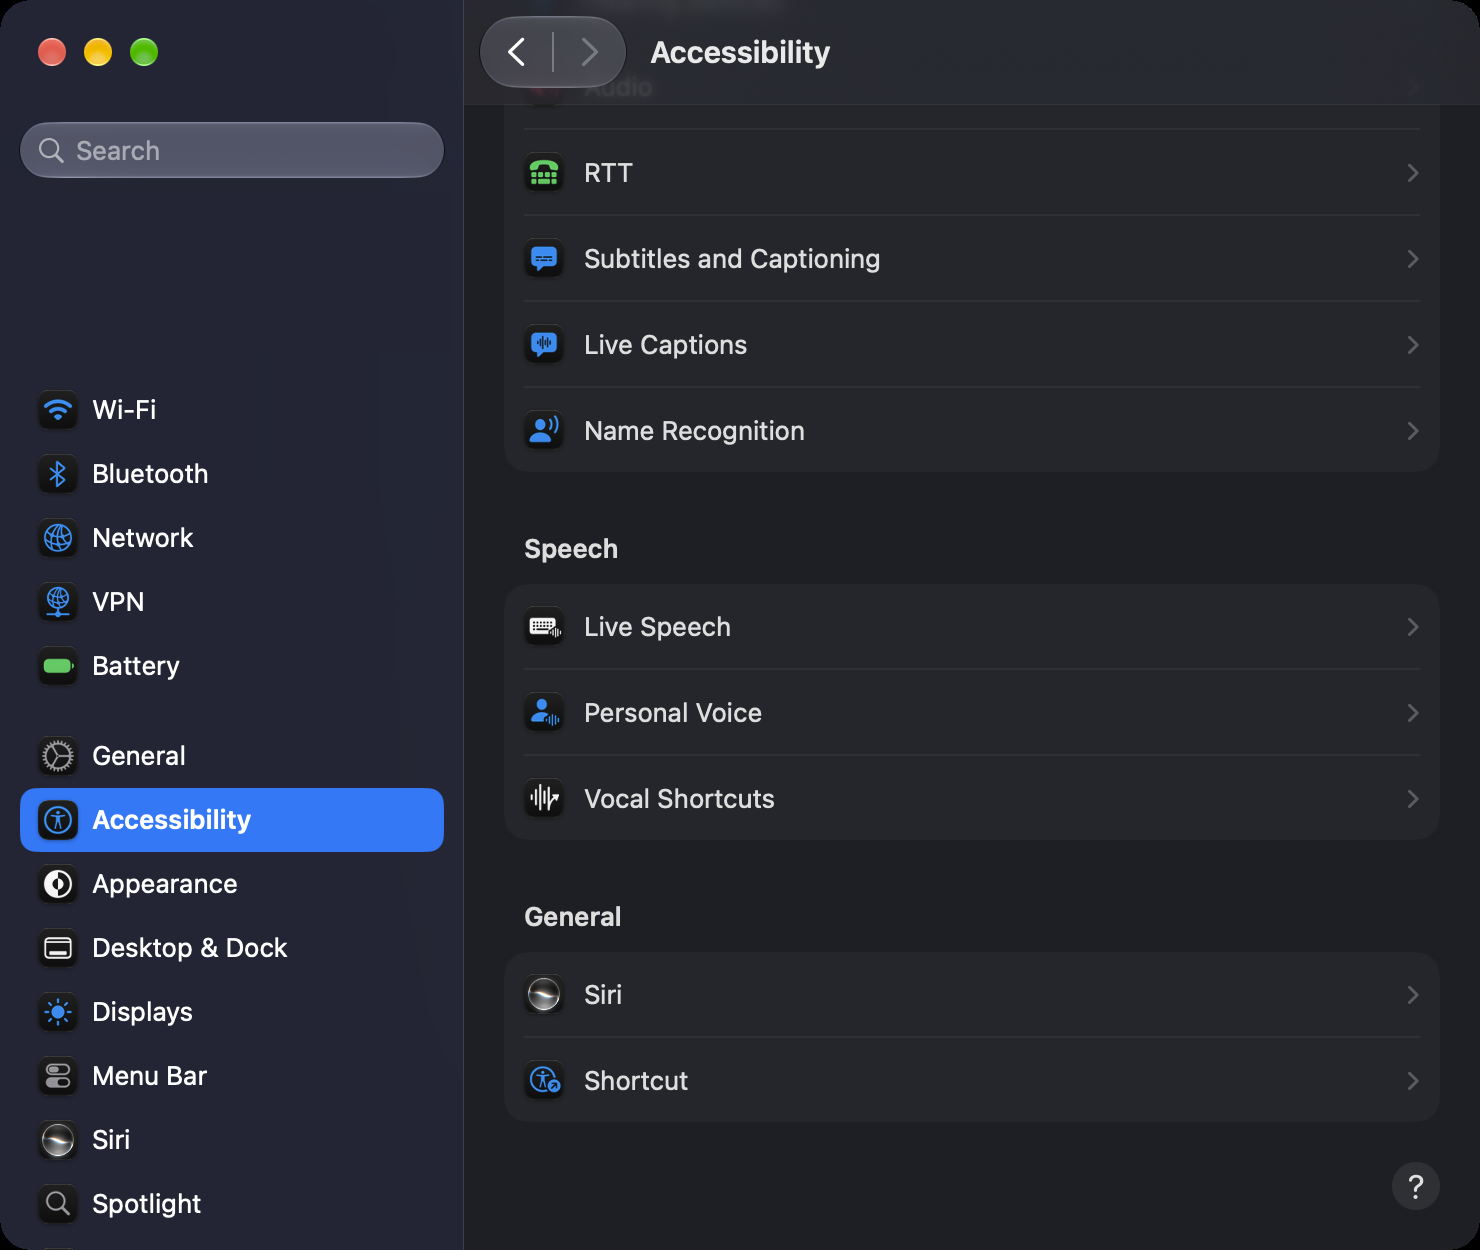 Search
Wi-Fi
Bluetooth
Network
VPN
Battery
General
Accessibility
Appearance
Desktop & Dock
Displays
Menu Bar
Siri
Spotlight
Accessibility
Audio
RTT
Subtitles and Captioning
Live Captions
Name Recognition
Speech
Live Speech
Personal Voice
Vocal Shortcuts
General
Siri
Shortcut
?